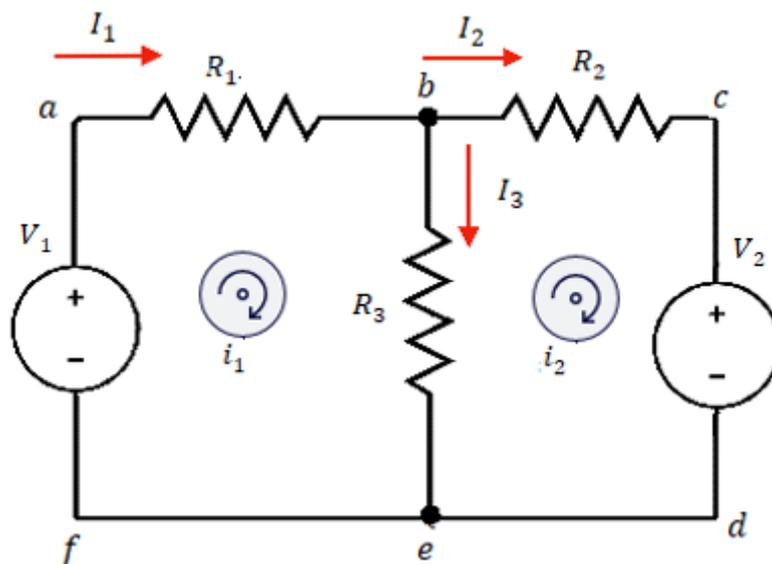 I₁ I₂
R₁ b R₂
a c
I₃
V₁ V₂
+ R₃ +
− −
i₁ i₂
f e d